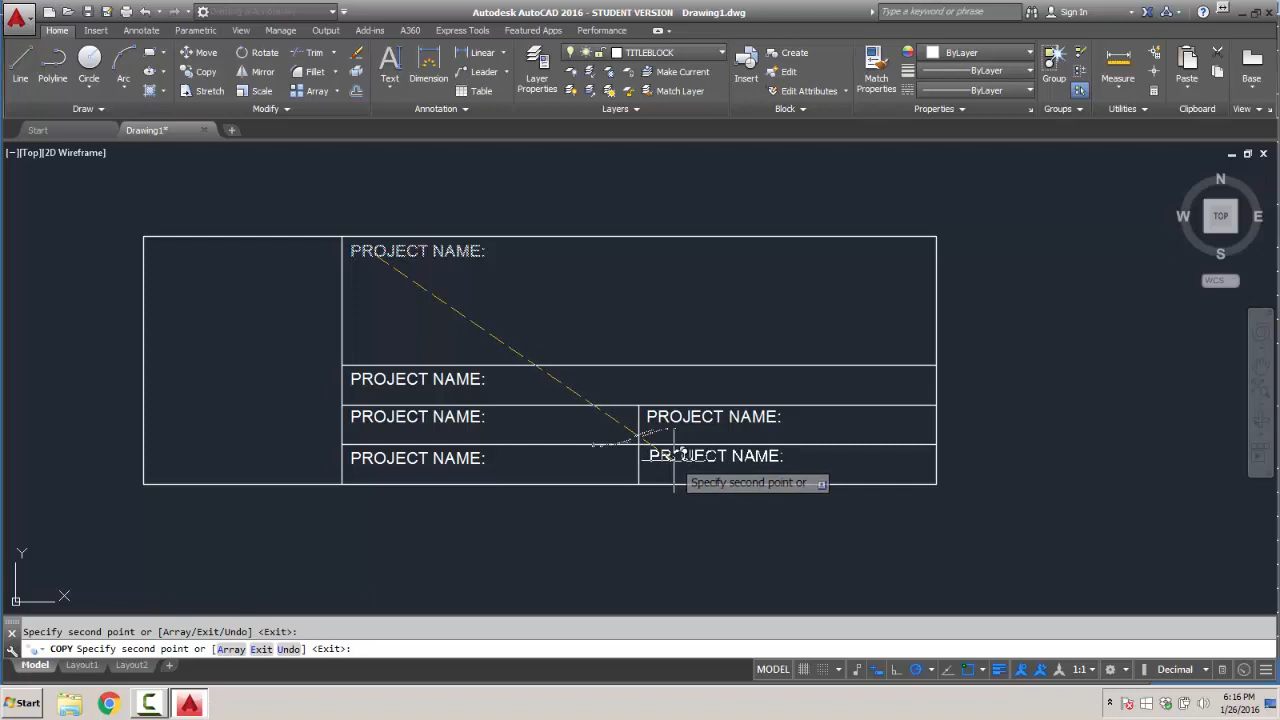 Autodesk AutoCAD 2016 - STUDENT VERSION Drawing1.dwg
Type a keyword or phrase
Sign In
Home Insert Annotate Parametric View Manage Output Add-ins A360 Express Tools Featured Apps Performance
Line Polyline Circle Arc
Move Rotate Trim
Copy Mirror Fillet
Stretch Scale Array
Text Dimension
Linear
Leader
Table
Layer Properties
TITLEBLOCK
Make Current
Match Layer
Insert
Create
Edit
Edit Attributes
Match Properties
ByLayer
ByLayer
ByLayer
Group Measure Paste Base
Draw Modify Annotation Layers Block Properties Groups Utilities Clipboard View
Start Drawing1*
[−][Top][2D Wireframe]
N
W TOP E
S
WCS
PROJECT NAME:
PROJECT NAME:
PROJECT NAME: PROJECT NAME:
PROJECT NAME: PROJECT NAME:
Specify second point or
Y
X
Specify second point or [Array/Exit/Undo] <Exit>:
COPY Specify second point or [Array Exit Undo] <Exit>:
Model Layout1 Layout2 +
MODEL 1:1 Decimal
Start
6:16 PM
1/26/2016